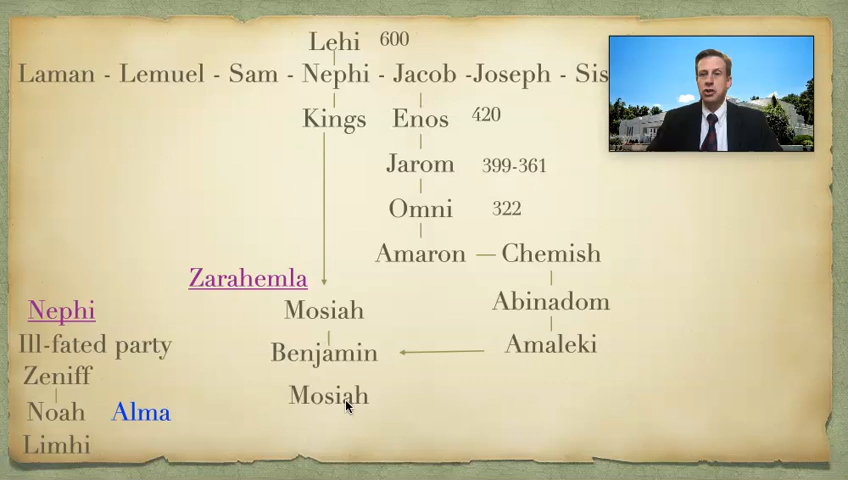 Lehi 600
Laman - Lemuel - Sam - Nephi - Jacob -Joseph - Sis
Kings Enos 420
Jarom 399-361
Omni 322
Amaron — Chemish
Zarahemla
Nephi Mosiah Abinadom
Ill-fated party Benjamin Amaleki
Zeniff
Noah Alma Mosiah
Limhi